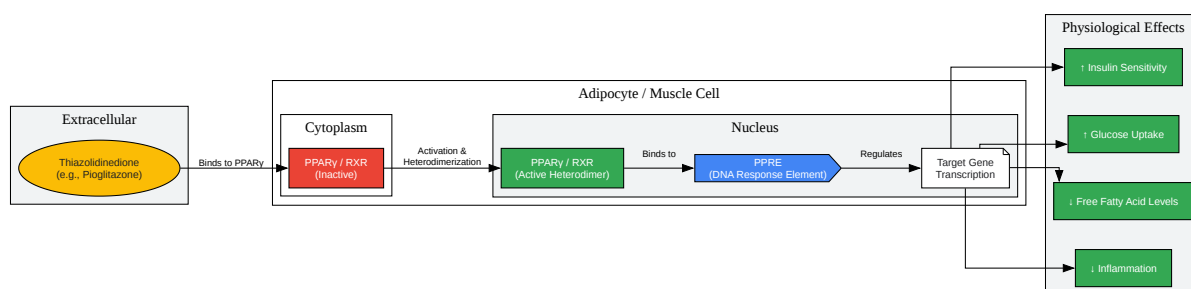 Extracellular
Thiazolidinedione
(e.g., Pioglitazone)
Binds to PPARγ
Adipocyte / Muscle Cell
Cytoplasm
PPARγ / RXR
(Inactive)
Activation &
Heterodimerization
Nucleus
PPARγ / RXR
(Active Heterodimer)
Binds to
PPRE
(DNA Response Element)
Regulates
Target Gene
Transcription
Physiological Effects
↑ Insulin Sensitivity
↑ Glucose Uptake
↓ Free Fatty Acid Levels
↓ Inflammation